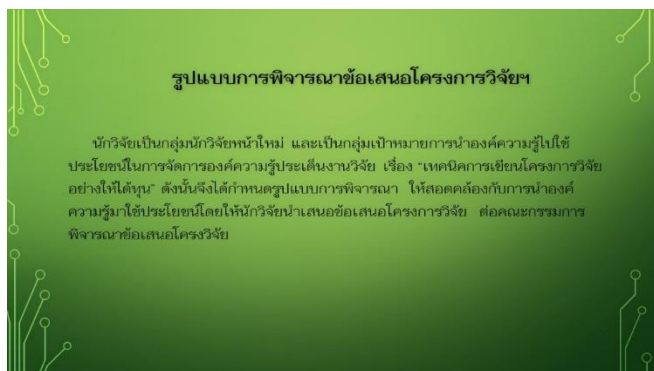 รูปแบบการพิจารณาข้อเสนอโครงการวิจัยฯ
นักวิจัยเป็นกลุ่มนักวิจัยหน้าใหม่ และเป็นกลุ่มเป้าหมายการนำองค์ความรู้ไปใช้
ประโยชน์ในการจัดการองค์ความรู้ประเด็นงานวิจัย เรื่อง "เทคนิคการเขียนโครงการวิจัย
อย่างให้ได้ทุน" ดังนั้นจึงได้กำหนดรูปแบบการพิจารณา ให้สอดคล้องกับการนำองค์
ความรู้มาใช้ประโยชน์โดยให้นักวิจัยนำเสนอข้อเสนอโครงการวิจัย ต่อคณะกรรมการ
พิจารณาข้อเสนอโครงวิจัย